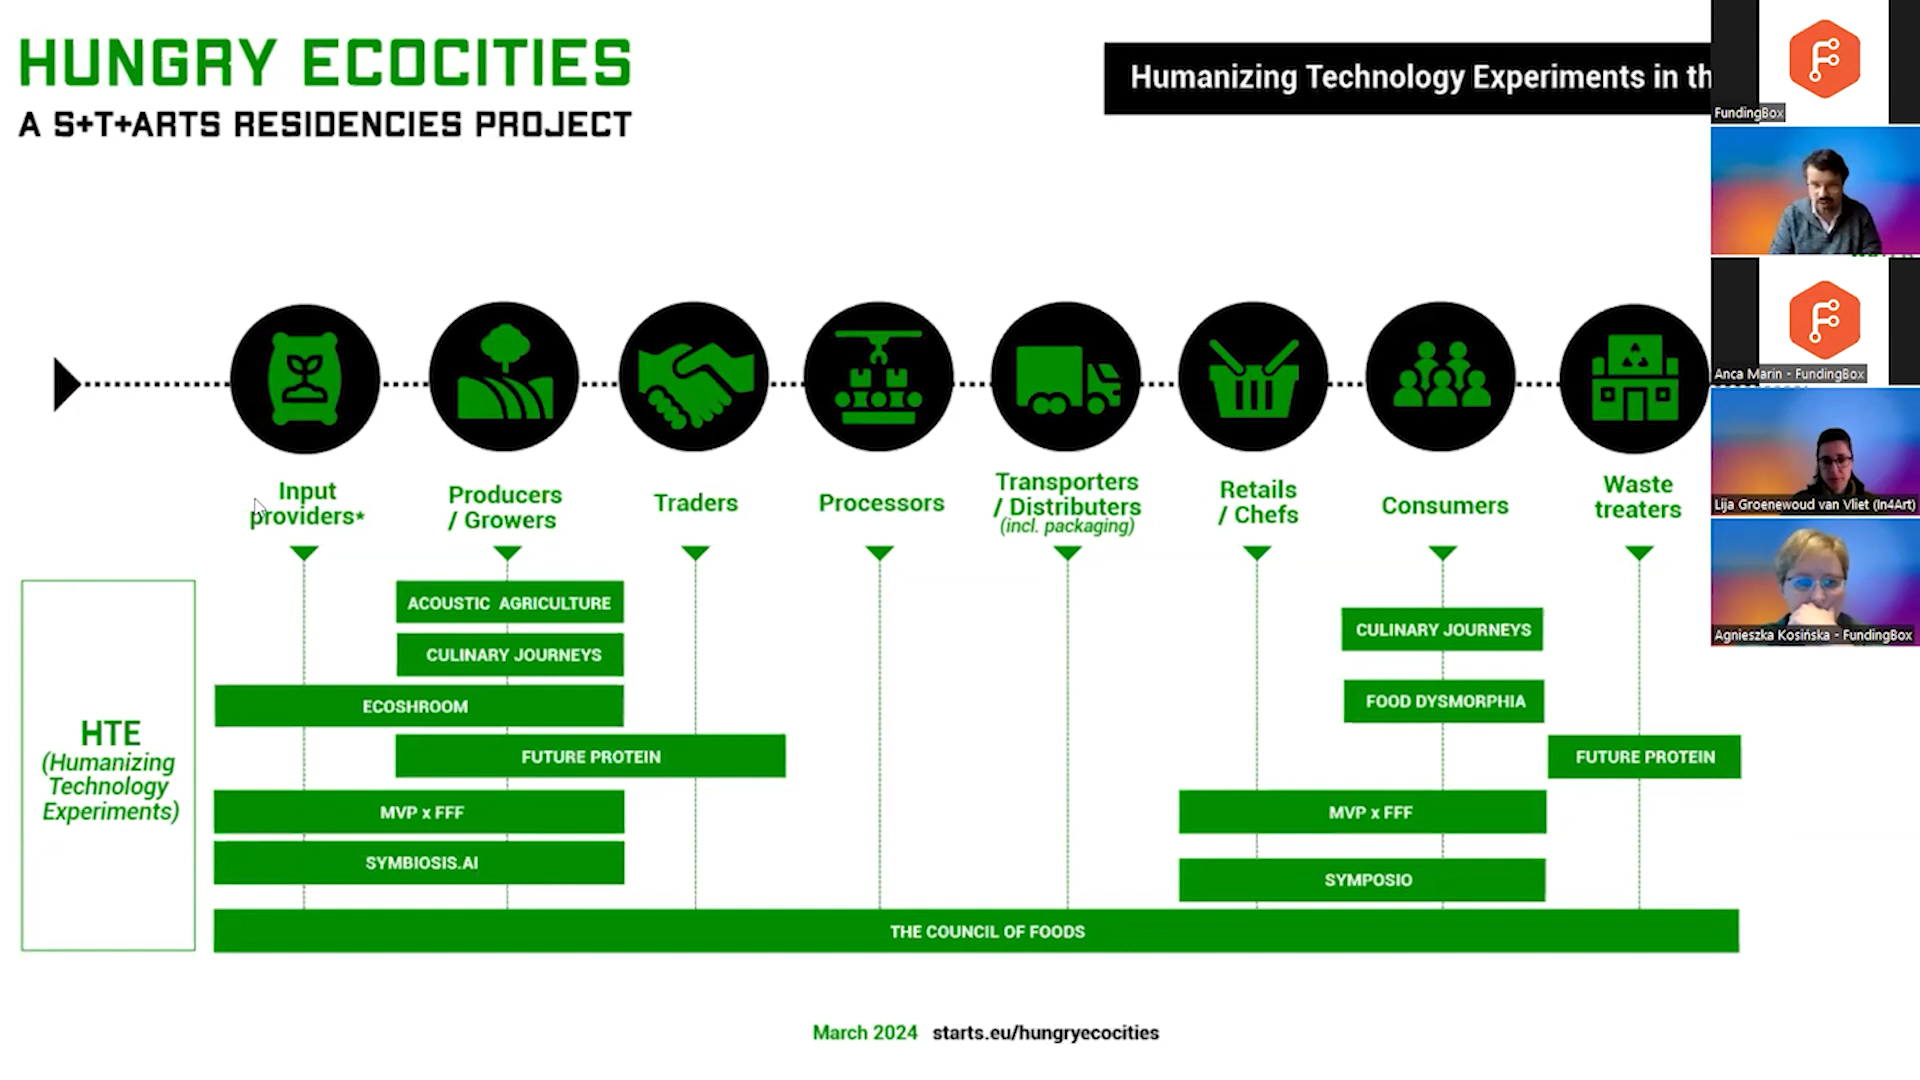 HUNGRY ECOCITIES
A S+T+ARTS RESIDENCIES PROJECT
Humanizing Technology Experiments in th
FundingBox
Anca Marin - FundingBox
Lija Groenewoud van Vliet (In4Art)
Agnieszka Kosińska - FundingBox
Input
providers*
Producers
/ Growers
Traders
Processors
Transporters
/ Distributers
(incl. packaging)
Retails
/ Chefs
Consumers
Waste
treaters
HTE
(Humanizing
Technology
Experiments)
ACOUSTIC AGRICULTURE
CULINARY JOURNEYS
CULINARY JOURNEYS
ECOSHROOM
FOOD DYSMORPHIA
FUTURE PROTEIN
FUTURE PROTEIN
MVP x FFF
MVP x FFF
SYMBIOSIS.AI
SYMPOSIO
THE COUNCIL OF FOODS
March 2024 starts.eu/hungryecocities